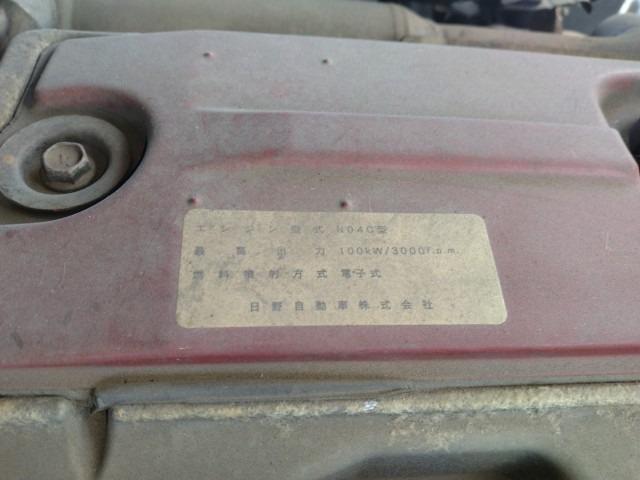 エンジン型式 N04C型
最高出力 100kW/3000r.p.m.
燃料噴射方式 電子式
日野自動車株式会社